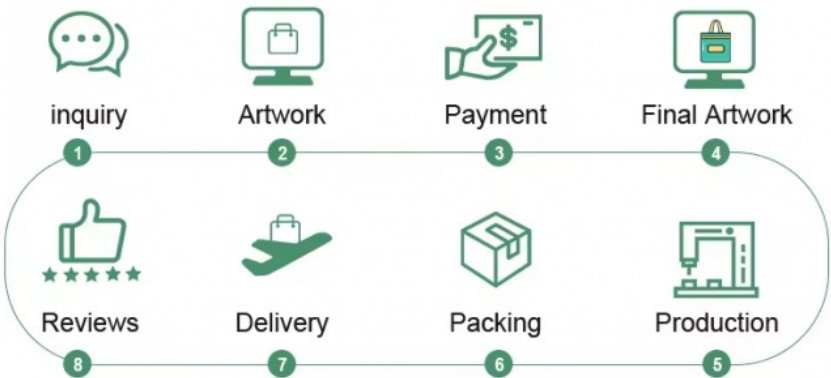 $
inquiry
Artwork
Payment
Final Artwork
1
2
3
4
Reviews
Delivery
Packing
Production
8
7
6
5